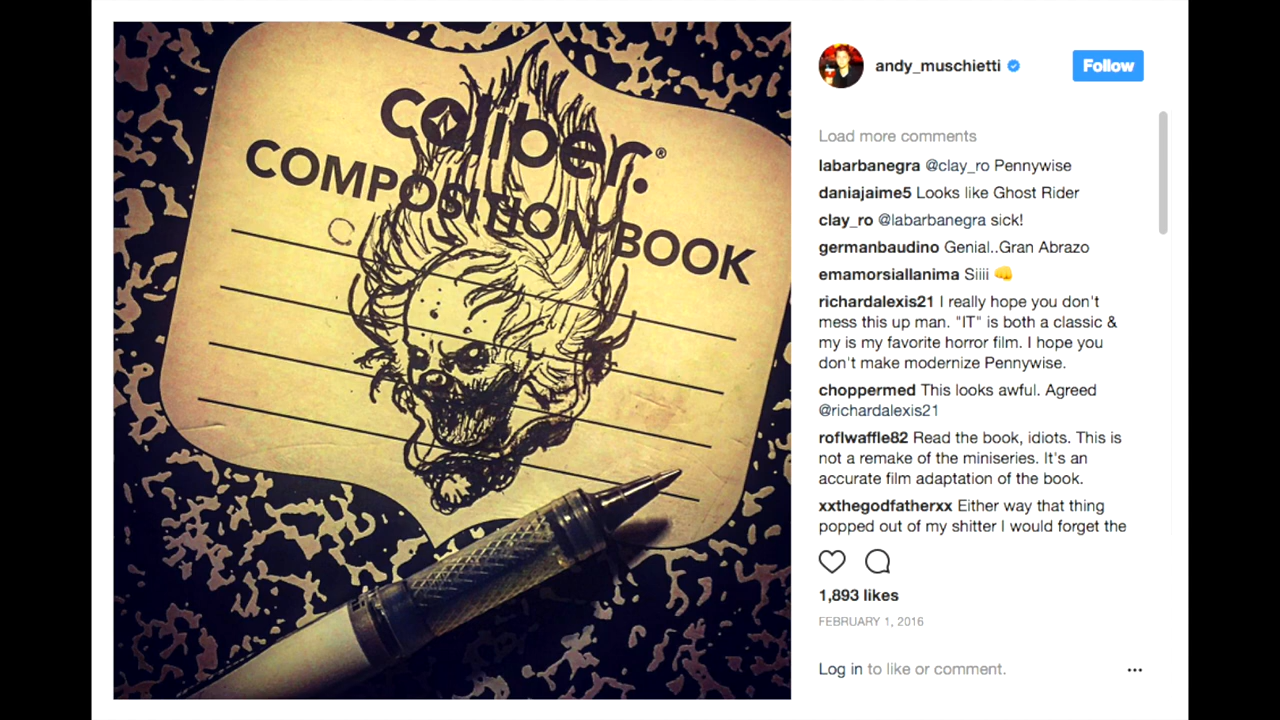 caliber.®
COMPOSITION BOOK
andy_muschietti
Follow
Load more comments
labarbanegra @clay_ro Pennywise
daniajaime5 Looks like Ghost Rider
clay_ro @labarbanegra sick!
germanbaudino Genial..Gran Abrazo
emamorsiallanima Siiii 👊
richardalexis21 I really hope you don't
mess this up man. "IT" is both a classic &
my is my favorite horror film. I hope you
don't make modernize Pennywise.
choppermed This looks awful. Agreed
@richardalexis21
roflwaffle82 Read the book, idiots. This is
not a remake of the miniseries. It's an
accurate film adaptation of the book.
xxthegodfatherxx Either way that thing
popped out of my shitter I would forget the
1,893 likes
FEBRUARY 1, 2016
Log in to like or comment.